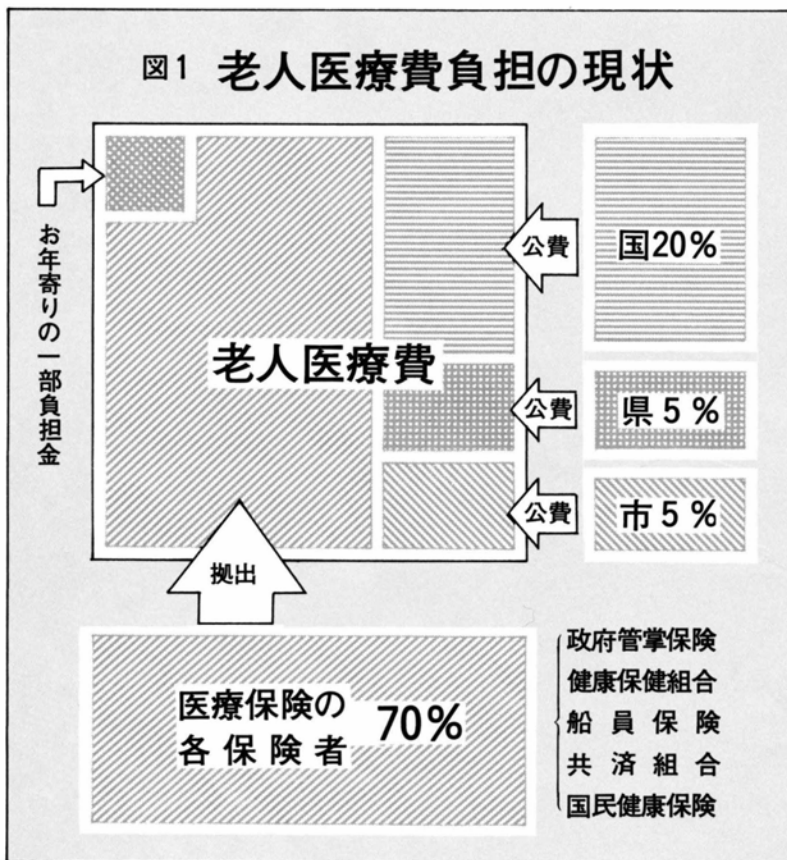 図1 老人医療費負担の現状
お年寄りの一部負担金
老人医療費
公費
国20%
公費
県5%
公費
市5%
拠出
医療保険の
各保険者
70%
政府管掌保険
健康保健組合
船員保険
共済組合
国民健康保険